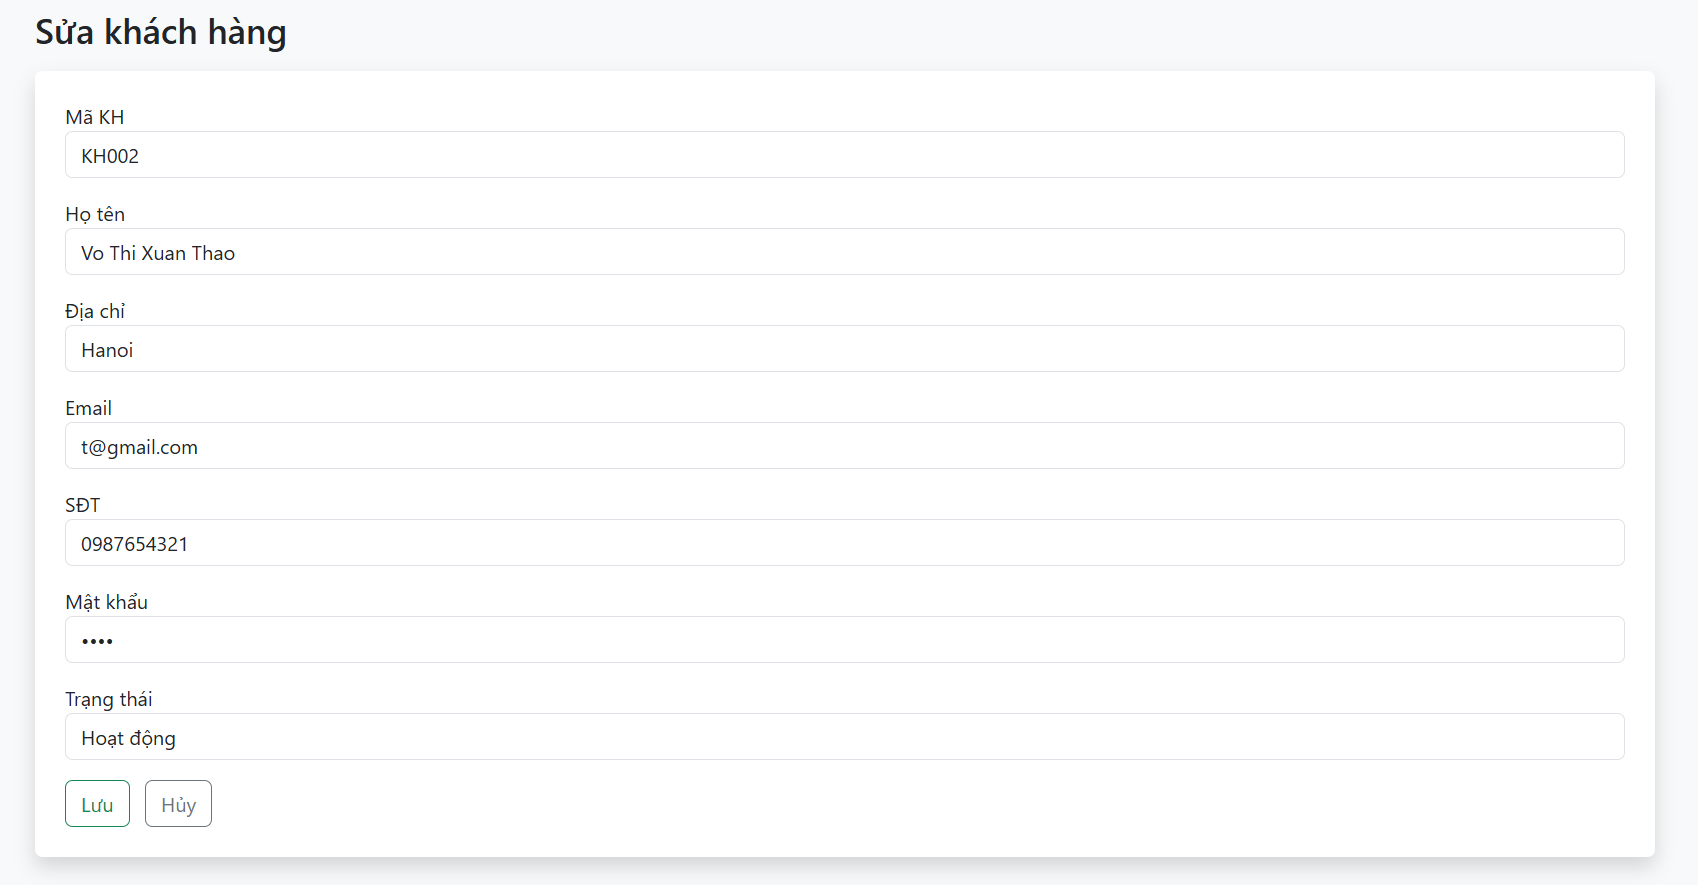 Sửa khách hàng
Mã KH
KH002
Họ tên
Vo Thi Xuan Thao
Địa chỉ
Hanoi
Email
t@gmail.com
SĐT
0987654321
Mật khẩu
••••
Trạng thái
Hoạt động
Lưu Hủy